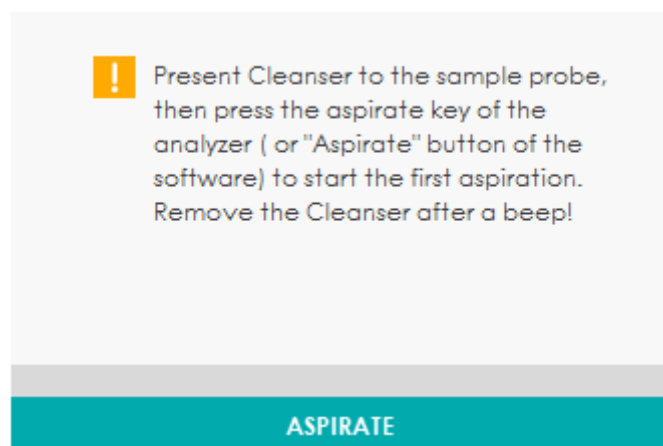 !
Present Cleanser to the sample probe,
then press the aspirate key of the
analyzer ( or "Aspirate" button of the
software) to start the first aspiration.
Remove the Cleanser after a beep!
ASPIRATE